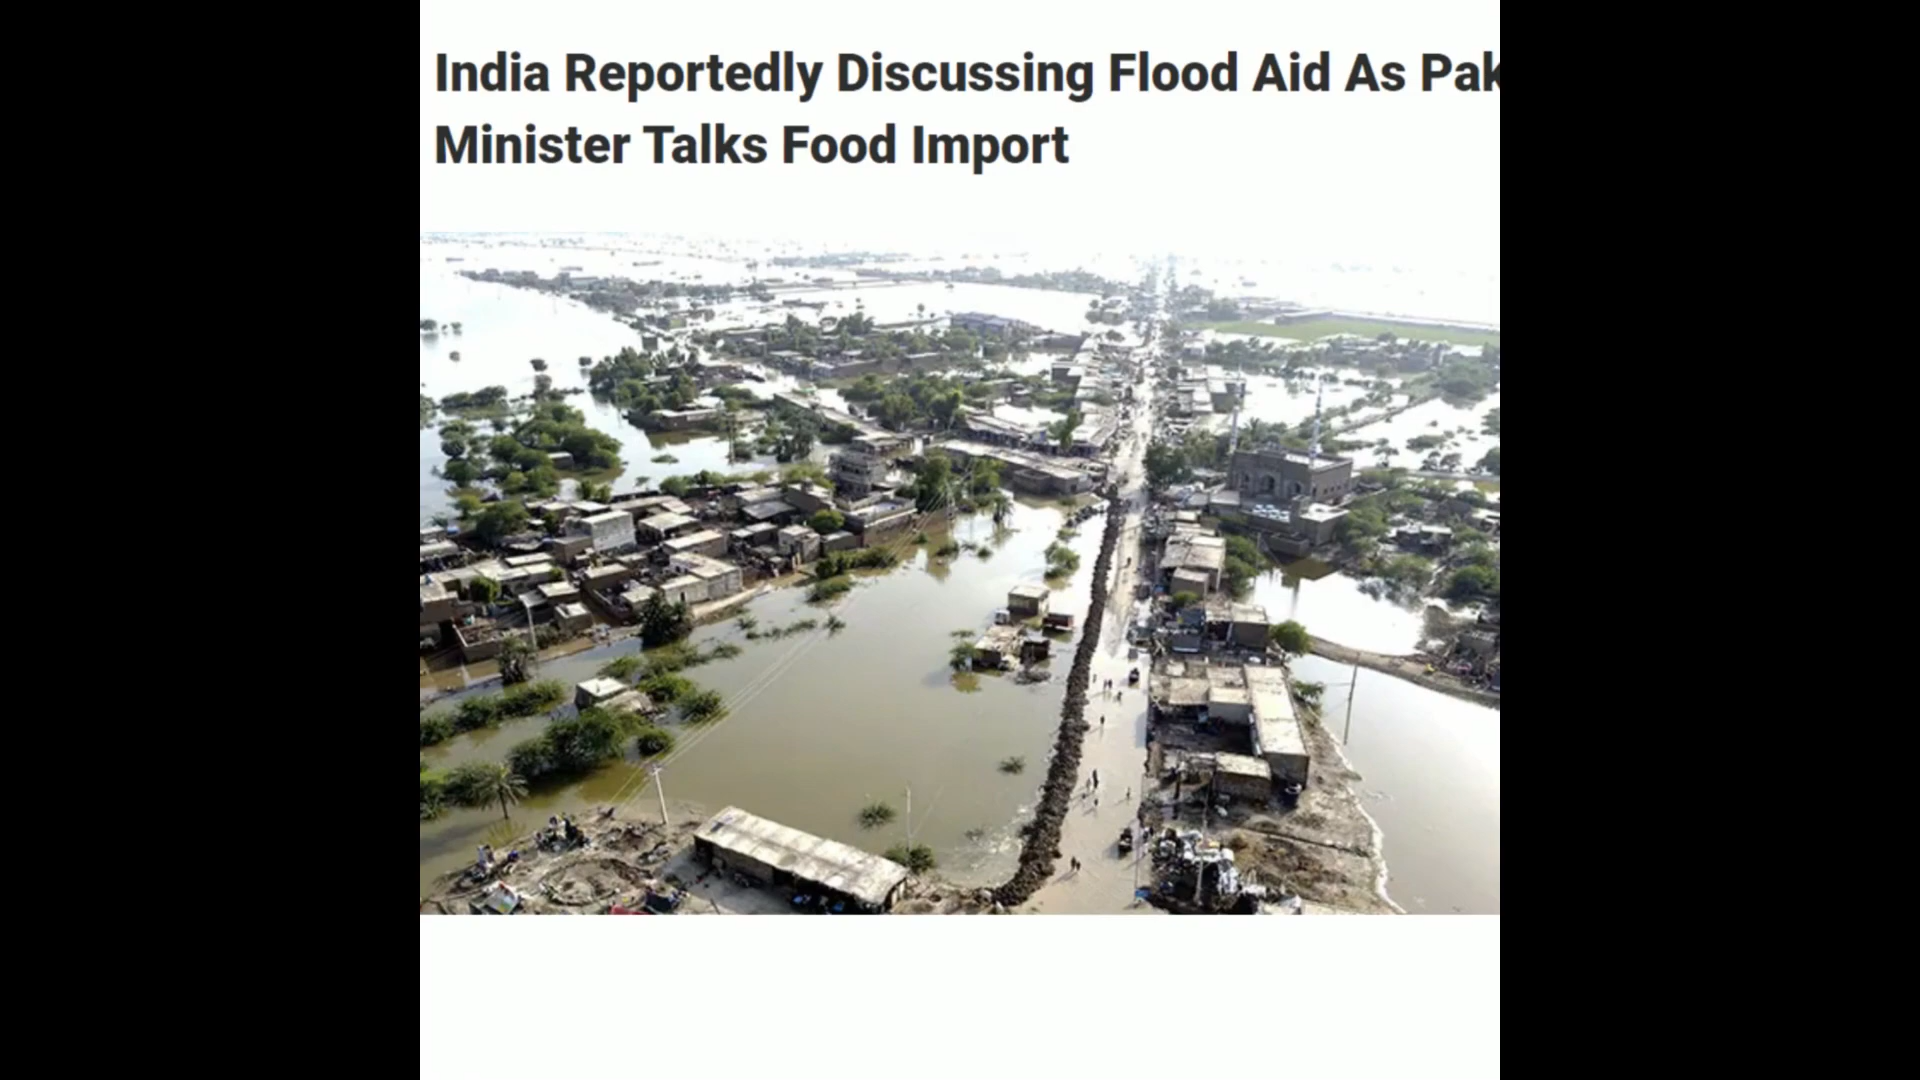 India Reportedly Discussing Flood Aid As Pak
Minister Talks Food Import